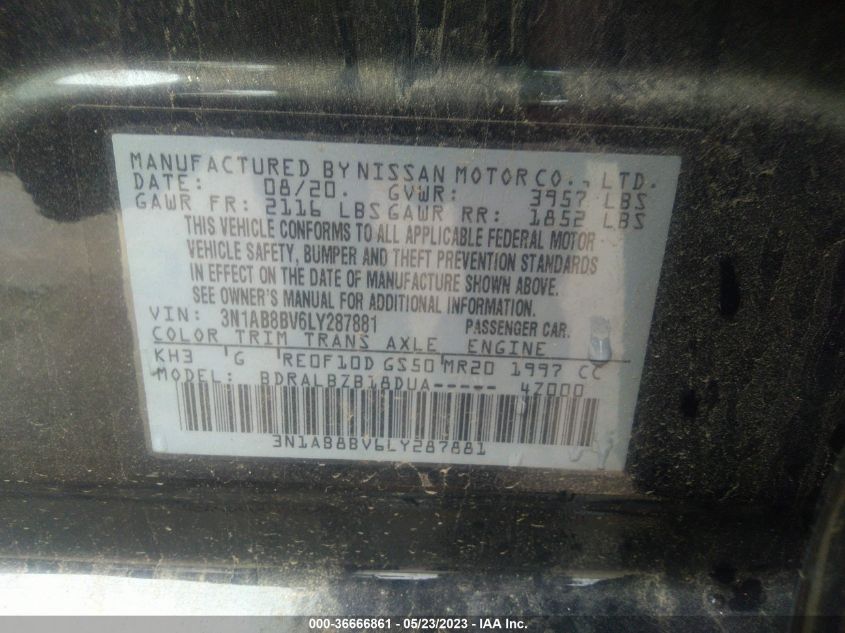 MANUFACTURED BY NISSAN MOTOR CO., LTD.
DATE: 08/20. GVWR: 3957 LBS
GAWR FR: 2116 LBS GAWR RR: 1852 LBS
THIS VEHICLE CONFORMS TO ALL APPLICABLE FEDERAL MOTOR
VEHICLE SAFETY, BUMPER AND THEFT PREVENTION STANDARDS
IN EFFECT ON THE DATE OF MANUFACTURE SHOWN ABOVE.
SEE OWNER'S MANUAL FOR ADDITIONAL INFORMATION.
VIN: 3N1AB8BV6LY287881 PASSENGER CAR.
COLOR TRIM TRANS AXLE ENGINE
KH3 G RE0F10D GS50 MR20 1997 CC
MODEL BDRALBZB18DUA----- 4Z000
3N1AB8BV6LY287881
000-36666861 - 05/23/2023 - IAA Inc.